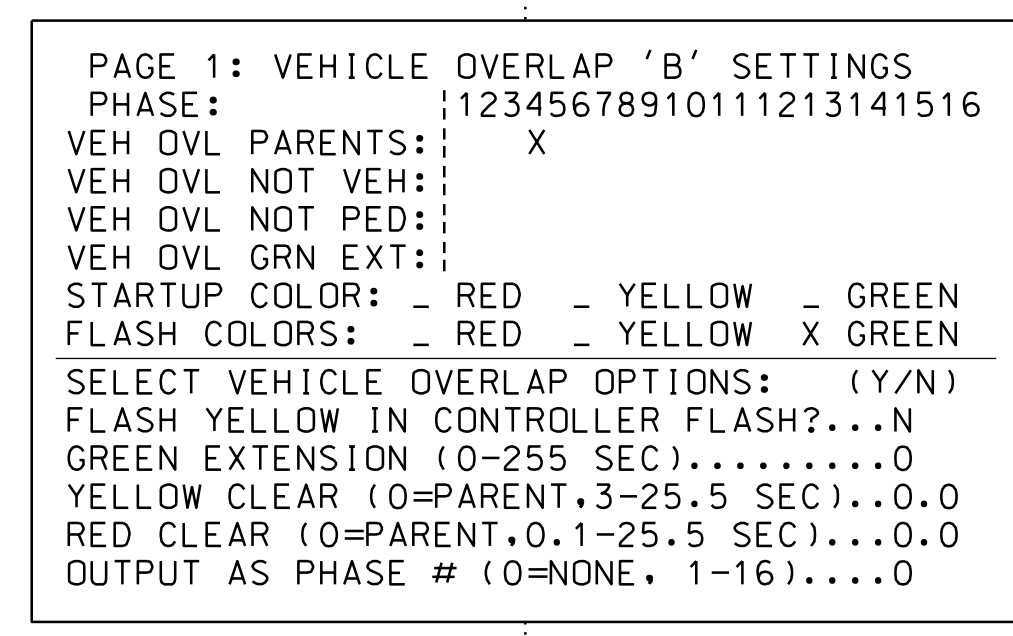 PAGE 1: VEHICLE OVERLAP 'B' SETTINGS
PHASE: ¦12345678910111213141516
VEH OVL PARENTS:¦ X
VEH OVL NOT VEH:¦
VEH OVL NOT PED:¦
VEH OVL GRN EXT:¦
STARTUP COLOR: _ RED _ YELLOW _ GREEN
FLASH COLORS: _ RED _ YELLOW X GREEN
SELECT VEHICLE OVERLAP OPTIONS: (Y/N)
FLASH YELLOW IN CONTROLLER FLASH?...N
GREEN EXTENSION (0-255 SEC).........0
YELLOW CLEAR (0=PARENT,3-25.5 SEC)..0.0
RED CLEAR (0=PARENT,0.1-25.5 SEC)...0.0
OUTPUT AS PHASE # (0=NONE, 1-16)....0